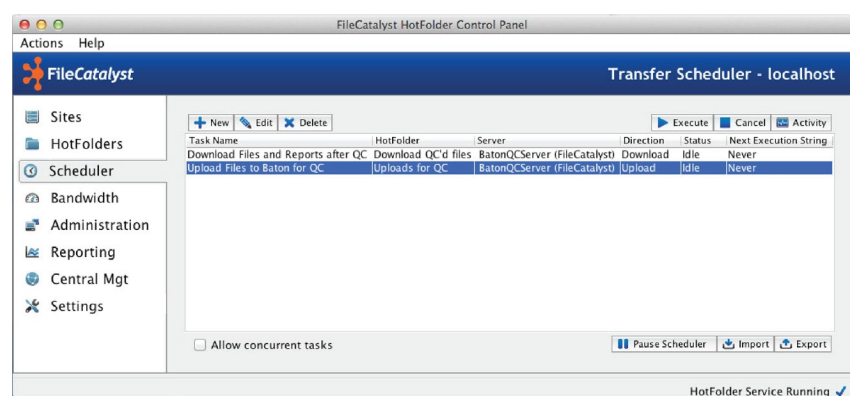 FileCatalyst HotFolder Control Panel
Actions Help
FileCatalyst
Transfer Scheduler - localhost
Sites
HotFolders
Scheduler
Bandwidth
Administration
Reporting
Central Mgt
Settings
New Edit Delete Execute Cancel Activity
Task Name HotFolder Server Direction Status Next Execution String
Download Files and Reports after QC Download QC'd files BatonQCServer (FileCatalyst) Download Idle Never
Upload Files to Baton for QC Uploads for QC BatonQCServer (FileCatalyst) Upload Idle Never
Allow concurrent tasks Pause Scheduler Import Export
HotFolder Service Running